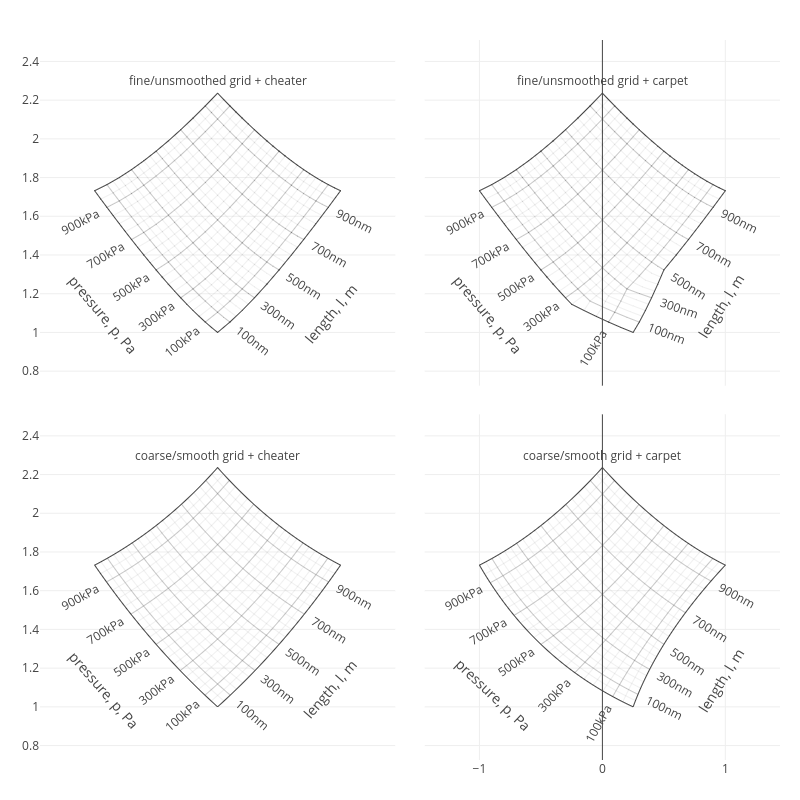 2.4
fine/unsmoothed grid + cheater
2.2
2
1.8
1.6
1.4
1.2
1
0.8
900kPa
700kPa
500kPa
300kPa
100kPa
pressure, p, Pa
900nm
700nm
500nm
300nm
100nm
length, l, m
fine/unsmoothed grid + carpet
900kPa
700kPa
500kPa
300kPa
100kPa
pressure, p, Pa
900nm
700nm
500nm
300nm
100nm
length, l, m
2.4
coarse/smooth grid + cheater
2.2
2
1.8
1.6
1.4
1.2
1
0.8
900kPa
700kPa
500kPa
300kPa
100kPa
pressure, p, Pa
900nm
700nm
500nm
300nm
100nm
length, l, m
coarse/smooth grid + carpet
900kPa
700kPa
500kPa
300kPa
100kPa
pressure, p, Pa
900nm
700nm
500nm
300nm
100nm
length, l, m
−1
0
1